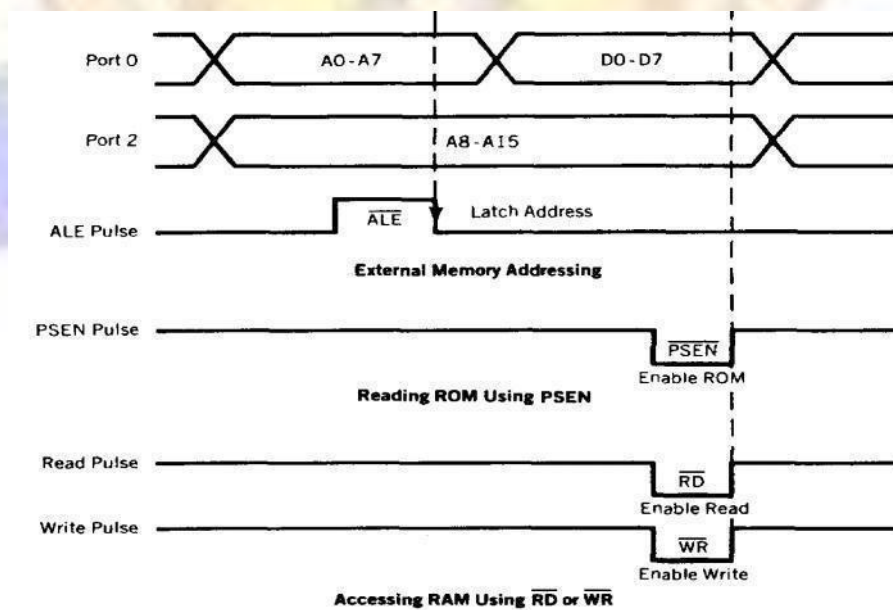 Port 0 A0-A7 D0-D7
Port 2 A8-A15
ALE Pulse ALE Latch Address
External Memory Addressing
PSEN Pulse PSEN
Enable ROM
Reading ROM Using PSEN
Read Pulse RD
Enable Read
Write Pulse WR
Enable Write
Accessing RAM Using RD or WR